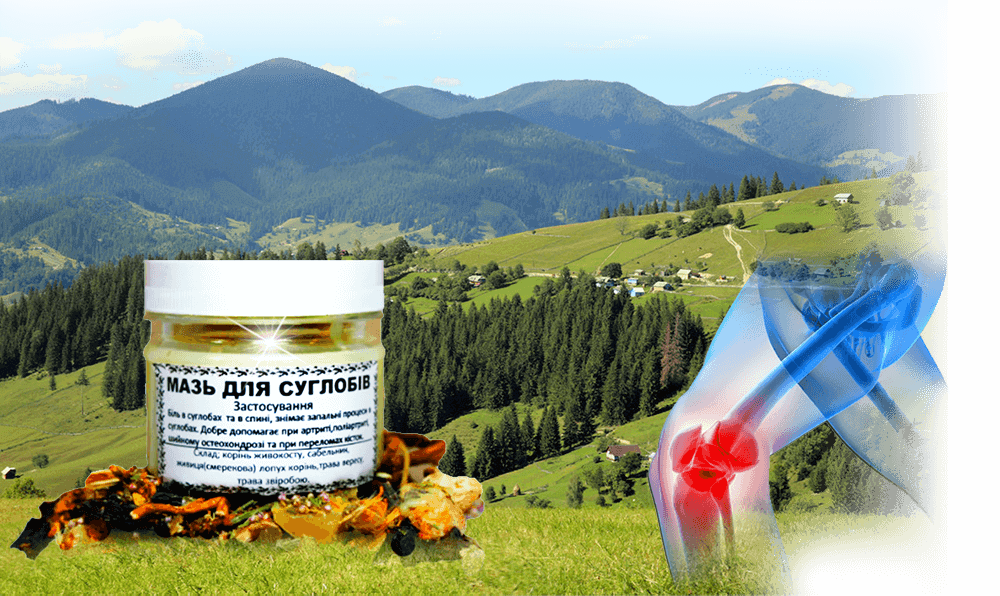 МАЗЬ ДЛЯ СУГЛОБІВ
Застосування
Біль в суглобах та в спині, знімає запальні процеси в
суглобах. Добре допомагає при артриті,поліартриті,
шийному остеохондрозі та при переломах кісток.
Склад: корінь живокосту, сабельник,
живиця(смерекова) лопух корінь,трава вересу,
трава звіробою.